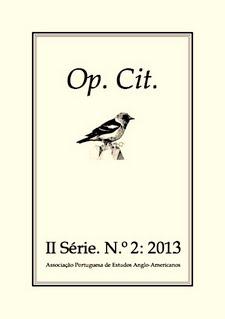 Op. Cit.
II Série. N.º 2: 2013
Associação Portuguesa de Estudos Anglo-Americanos